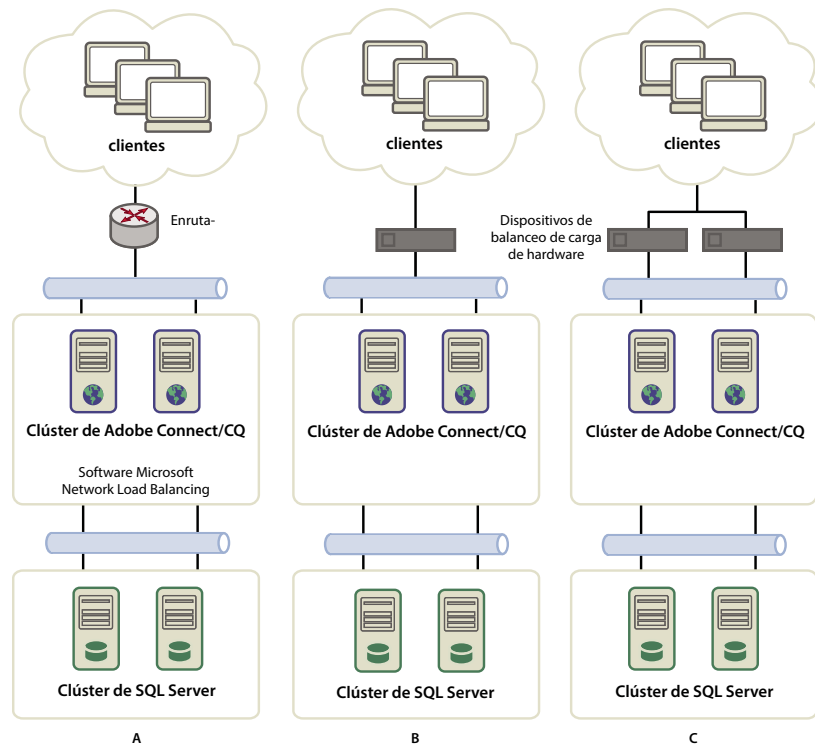 clientes
Enruta-
Clúster de Adobe Connect/CQ
Software Microsoft
Network Load Balancing
Clúster de SQL Server
A
clientes
Clúster de Adobe Connect/CQ
Clúster de SQL Server
B
clientes
Dispositivos de
balanceo de carga
de hardware
Clúster de Adobe Connect/CQ
Clúster de SQL Server
C